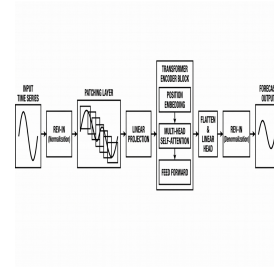 INPUT
TIME SERIES
REV-IN
(Normalization)
PATCHING LAYER
LINEAR
PROJECTION
TRANSFORMER
ENCODER BLOCK
POSITION
EMBEDDING
MULTI-HEAD
SELF-ATTENTION
FEED FORWARD
FLATTEN
&
LINEAR
HEAD
REV-IN
(Denormalization)
FORECAS
OUTPU